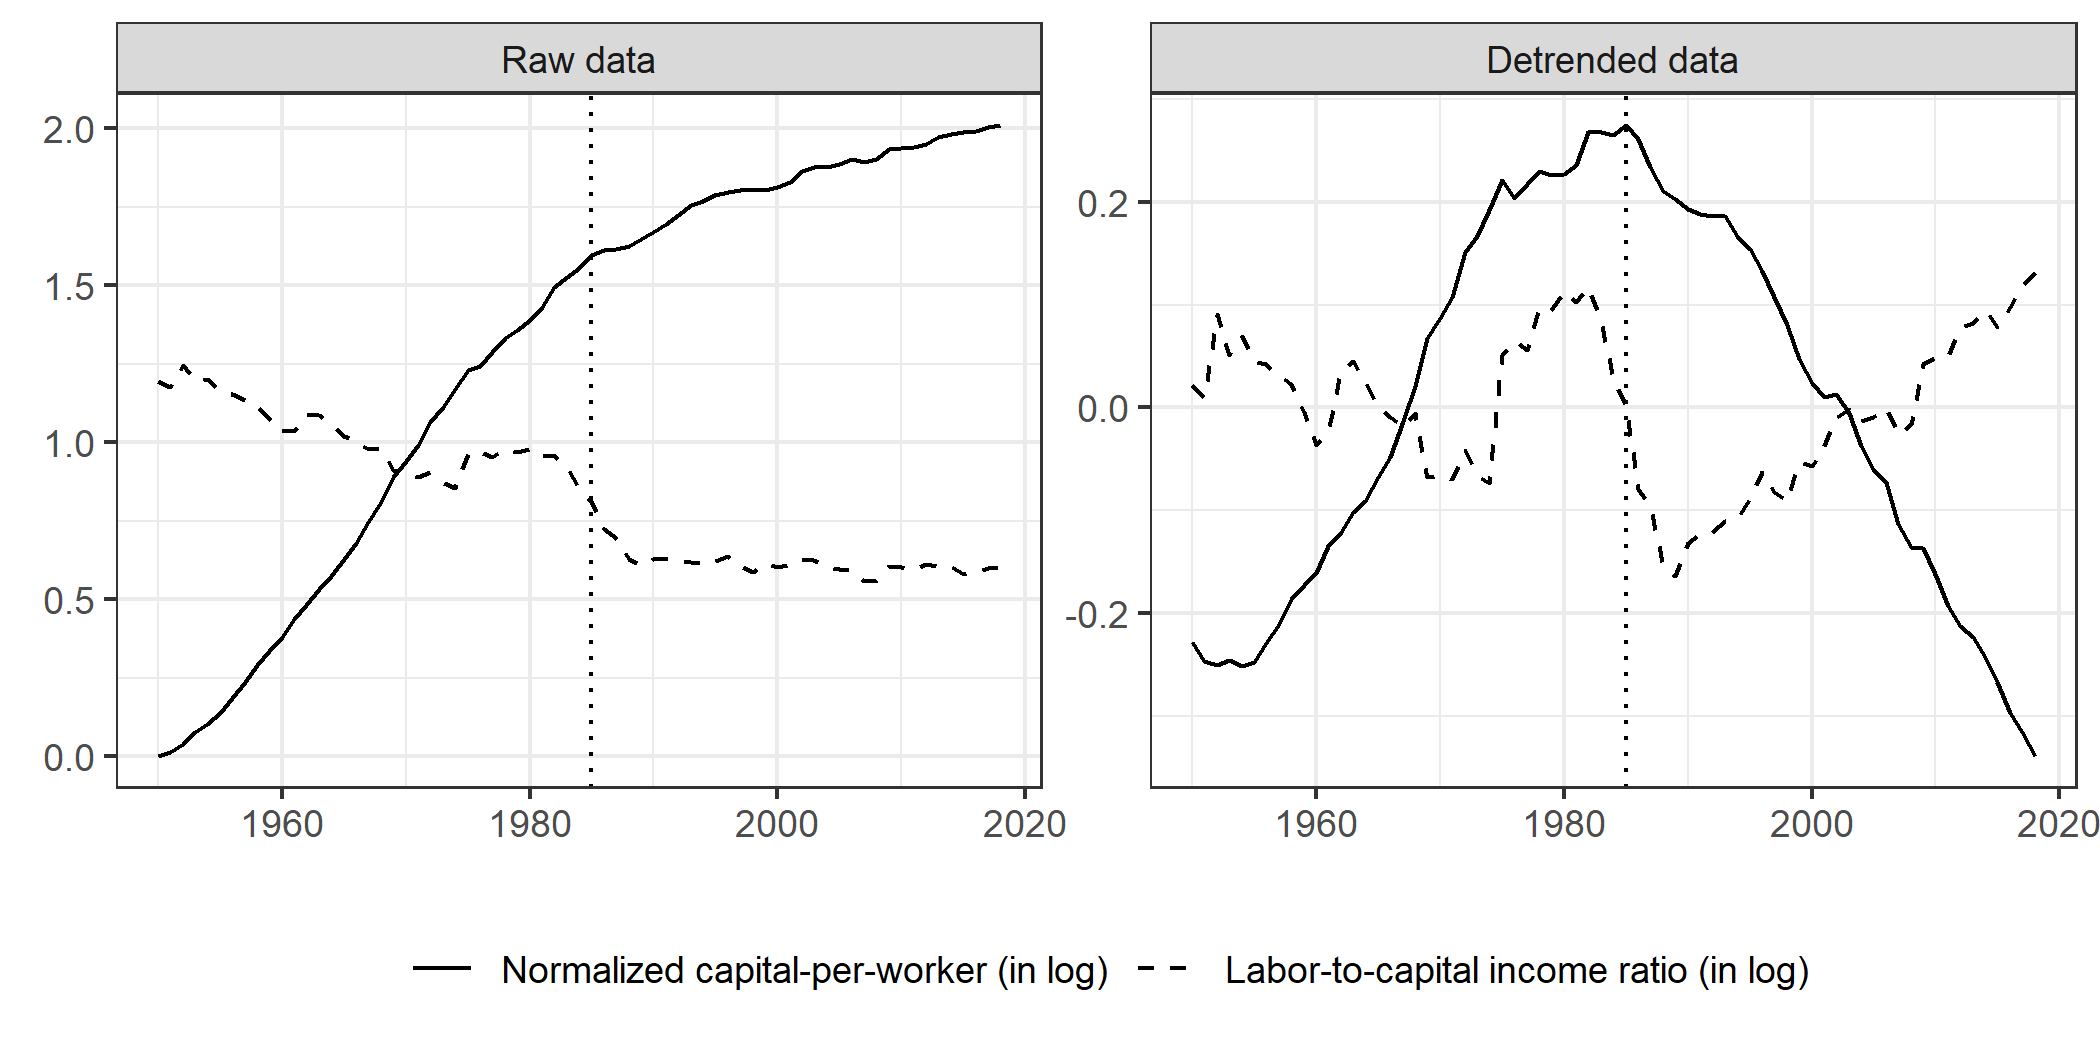 Raw data
Detrended data
2.0
1.5
1.0
0.5
0.0
0.2
0.0
-0.2
1960 1980 2000 2020
1960 1980 2000 2020
Normalized capital-per-worker (in log) Labor-to-capital income ratio (in log)